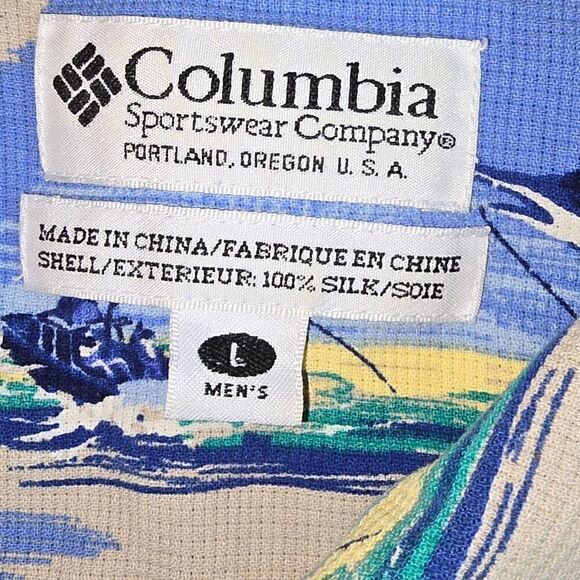 Columbia
Sportswear Company®
PORTLAND, OREGON U. S. A.
MADE IN CHINA/FABRIQUE EN CHINE
SHELL/EXTERIEUR: 100% SILK/SOIE
L
MEN'S